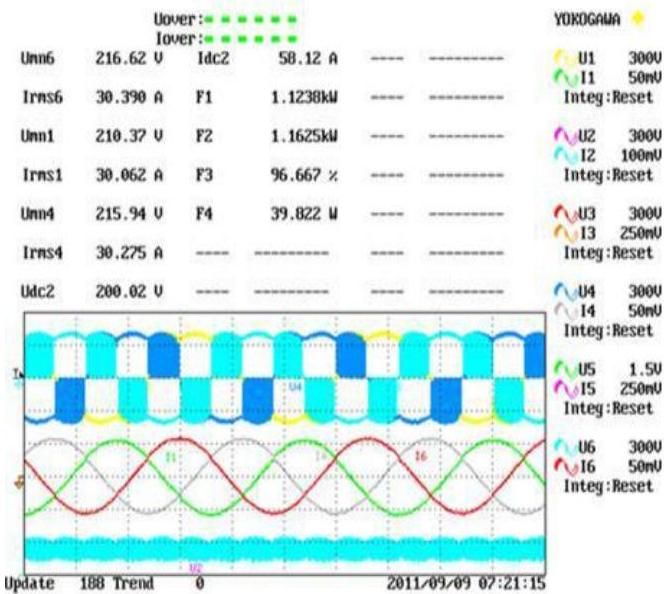 Uover:
Iover:
YOKOGAWA
Umn6 216.62 V Idc2 58.12 A ---- ---------
Irms6 30.390 A F1 1.1238kW ---- ---------
Umn1 210.37 V F2 1.1625kW ---- ---------
Irms1 30.062 A F3 96.667 % ---- ---------
Umn4 215.94 V F4 39.822 W ---- ---------
Irms4 30.275 A ---- --------- ---- ---------
Udc2 200.02 V ---- --------- ---- ---------
U1 300V
I1 50mV
Integ:Reset
U2 300V
I2 100mV
Integ:Reset
U3 300V
I3 250mV
Integ:Reset
U4 300V
I4 50mV
Integ:Reset
U5 1.5V
I5 250mV
Integ:Reset
U6 300V
I6 50mV
Integ:Reset
U4
I1
I6
U2
Update 188 Trend 0 2011/09/09 07:21:15